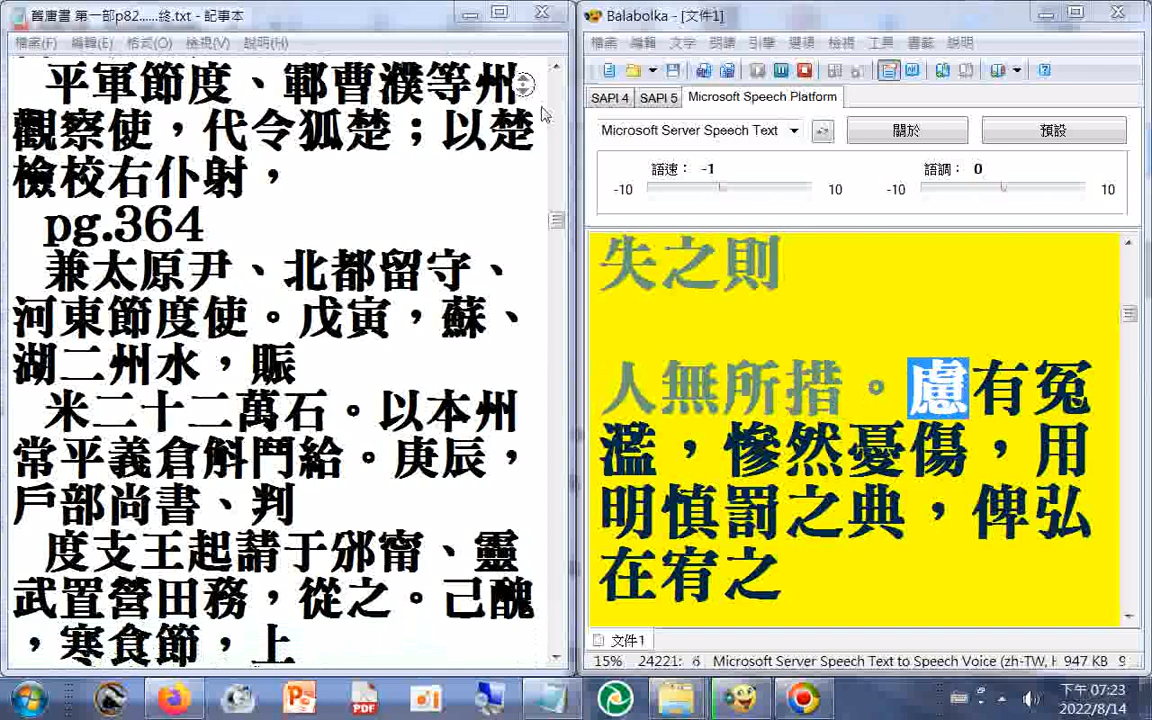 舊唐書 第一部p82......終.txt - 記事本
檔案(F) 編輯(E) 格式(O) 檢視(V) 說明(H)
平軍節度、鄆曹濮等州
觀察使，代令狐楚；以楚
檢校右仆射，
pg.364
兼太原尹、北都留守、
河東節度使。戊寅，蘇、
湖二州水，賑
米二十二萬石。以本州
常平義倉斛鬥給。庚辰，
戶部尚書、判
度支王起請于邠甯、靈
武置營田務，從之。己醜
，寒食節，上
Balabolka - [文件1]
檔案 編輯 文字 朗讀 引擎 選項 檢視 工具 書籤 說明
SAPI 4 SAPI 5 Microsoft Speech Platform
Microsoft Server Speech Text 關於 預設
語速： -1 語調： 0
-10 10 -10 10
失之則
人無所措。慮有冤
濫，慘然憂傷，用
明慎罰之典，俾弘
在宥之
文件1
15% 24221: 6 Microsoft Server Speech Text to Speech Voice (zh-TW, H 947 KB 9
下午 07:23
2022/8/14